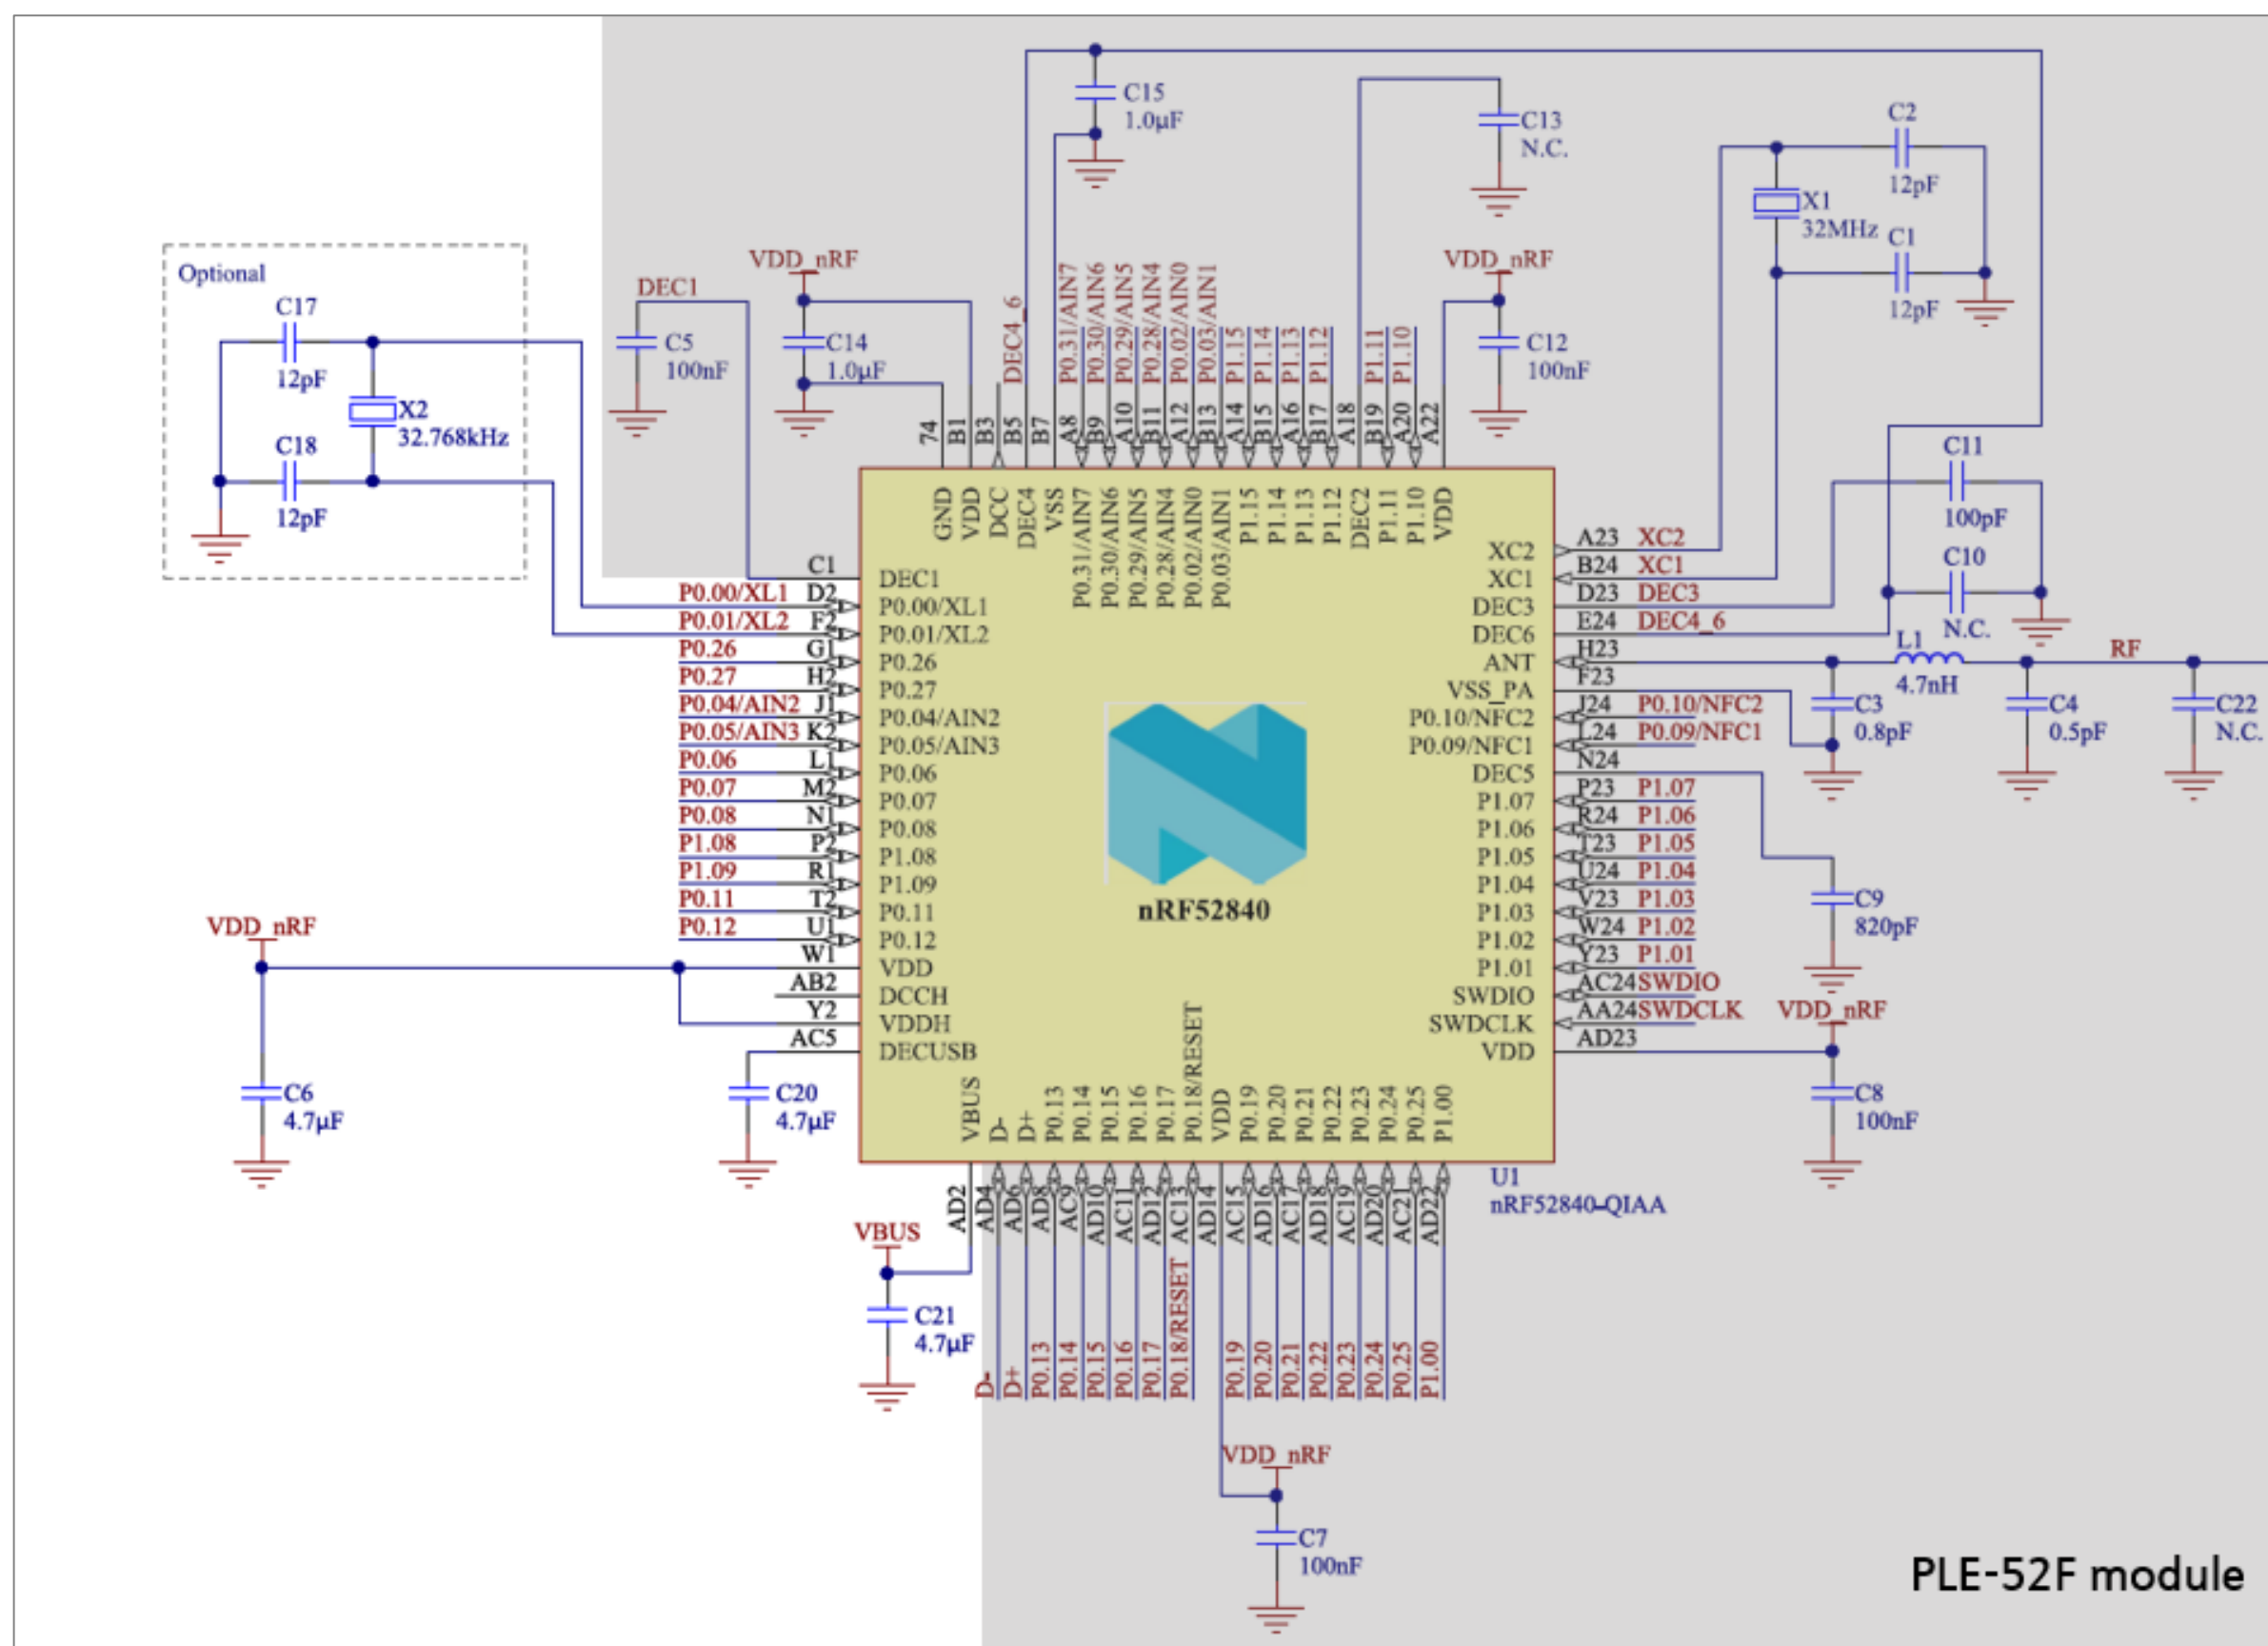 C15
1.0µF
C13
N.C.
C2
12pF
X1
32MHz
C1
12pF
Optional
C17
12pF
X2
32.768kHz
C18
12pF
DEC1
C5
100nF
VDD_nRF
C14
1.0µF
DEC4_6
P0.31/AIN7
P0.30/AIN6
P0.29/AIN5
P0.28/AIN4
P0.02/AIN0
P0.03/AIN1
P1.15
P1.14
P1.13
P1.12
P1.11
P1.10
VDD_nRF
C12
100nF
74
B1
B3
B5
B7
A8
B9
A10
B11
A12
B13
A14
B15
A16
B17
A18
B19
A20
A22
GND
VDD
DCC
DEC4
VSS
P0.31/AIN7
P0.30/AIN6
P0.29/AIN5
P0.28/AIN4
P0.02/AIN0
P0.03/AIN1
P1.15
P1.14
P1.13
P1.12
DEC2
P1.11
P1.10
VDD
C11
100pF
C10
N.C.
C1 DEC1
P0.00/XL1 D2 P0.00/XL1
P0.01/XL2 F2 P0.01/XL2
P0.26 G1 P0.26
P0.27 H2 P0.27
P0.04/AIN2 J1 P0.04/AIN2
P0.05/AIN3 K2 P0.05/AIN3
P0.06 L1 P0.06
P0.07 M2 P0.07
P0.08 N1 P0.08
P1.08 P2 P1.08
P1.09 R1 P1.09
P0.11 T2 P0.11
P0.12 U1 P0.12
W1 VDD
AB2 DCCH
Y2 VDDH
AC5 DECUSB
XC2 A23 XC2
XC1 B24 XC1
DEC3 D23 DEC3
DEC6 E24 DEC4_6
ANT H23
VSS_PA F23
P0.10/NFC2 J24 P0.10/NFC2
P0.09/NFC1 L24 P0.09/NFC1
DEC5 N24
P1.07 P23 P1.07
P1.06 R24 P1.06
P1.05 T23 P1.05
P1.04 U24 P1.04
P1.03 V23 P1.03
P1.02 W24 P1.02
P1.01 Y23 P1.01
SWDIO AC24 SWDIO
SWDCLK AA24 SWDCLK
VDD AD23
L1
4.7nH
RF
C3
0.8pF
C4
0.5pF
C22
N.C.
C9
820pF
VDD_nRF
C8
100nF
nRF52840
VDD_nRF
C6
4.7µF
C20
4.7µF
VBUS
D-
D+
P0.13
P0.14
P0.15
P0.16
P0.17
P0.18/RESET
VDD
P0.19
P0.20
P0.21
P0.22
P0.23
P0.24
P0.25
P1.00
U1
nRF52840-QIAA
AD2
AD4
AD6
AD8
AC9
AD10
AC11
AD12
AC13
AD14
AC15
AD16
AC17
AD18
AC19
AD20
AC21
AD22
VBUS
C21
4.7µF
D-
D+
P0.13
P0.14
P0.15
P0.16
P0.17
P0.18/RESET
P0.19
P0.20
P0.21
P0.22
P0.23
P0.24
P0.25
P1.00
VDD_nRF
C7
100nF
PLE-52F module